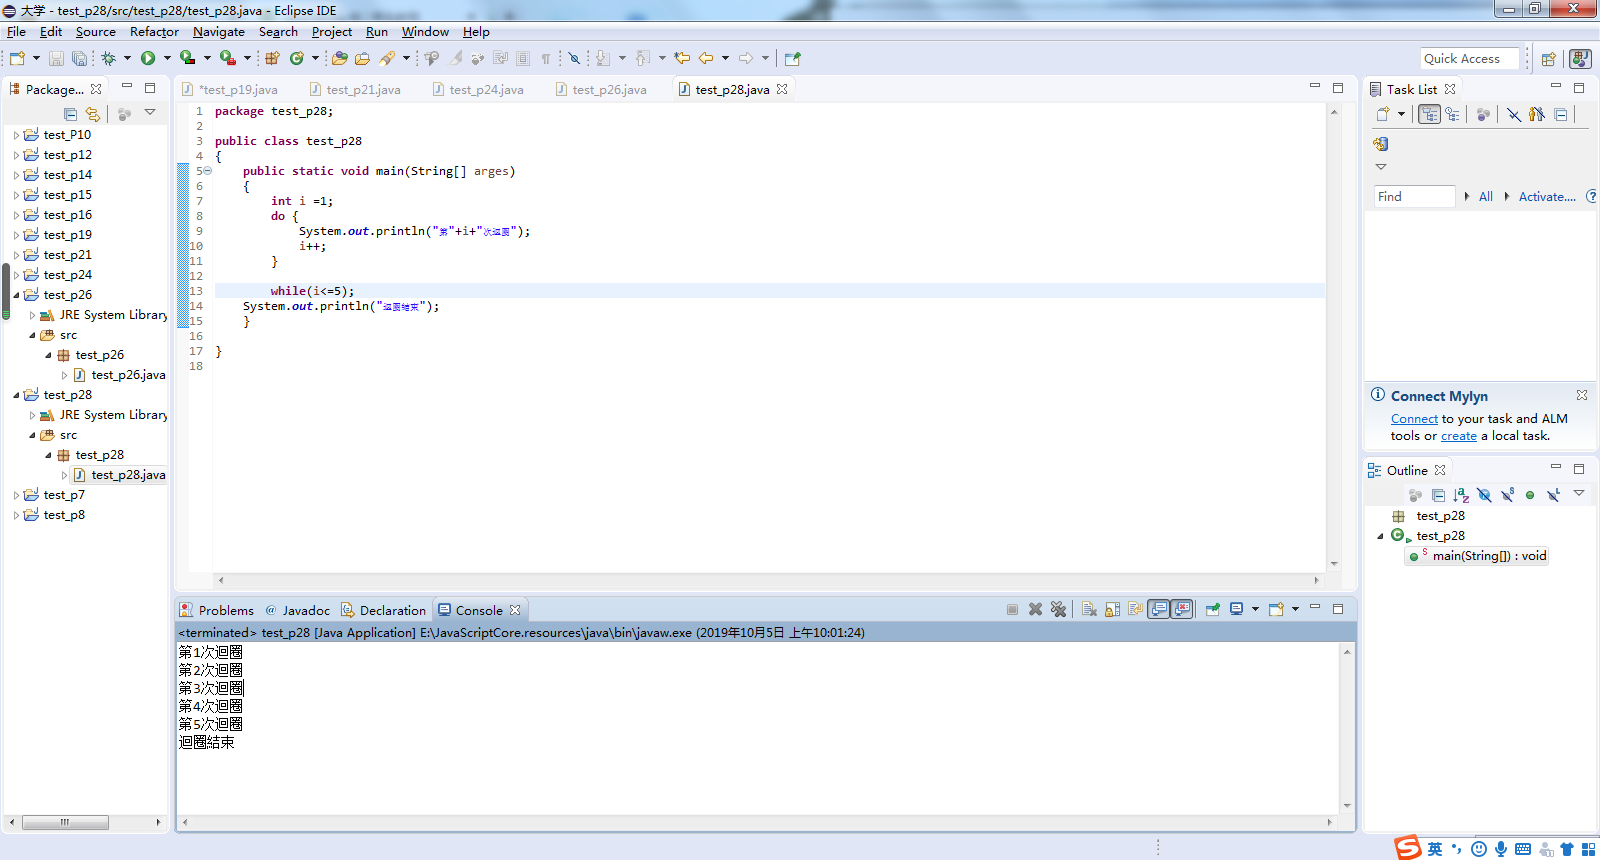 大学 - test_p28/src/test_p28/test_p28.java - Eclipse IDE
File Edit Source Refactor Navigate Search Project Run Window Help
Quick Access
Package...
test_P10
test_p12
test_p14
test_p15
test_p16
test_p19
test_p21
test_p24
test_p26
JRE System Library
src
test_p26
test_p26.java
test_p28
JRE System Library
src
test_p28
test_p28.java
test_p7
test_p8
*test_p19.java test_p21.java test_p24.java test_p26.java test_p28.java
1 package test_p28;
2
3 public class test_p28
4 {
5 public static void main(String[] arges)
6 {
7 int i =1;
8 do {
9 System.out.println("第"+i+"次迴圈");
10 i++;
11 }
12
13 while(i<=5);
14 System.out.println("迴圈結束");
15 }
16
17 }
18
Problems @ Javadoc Declaration Console
<terminated> test_p28 [Java Application] E:\JavaScriptCore.resources\java\bin\javaw.exe (2019年10月5日 上午10:01:24)
第1次迴圈
第2次迴圈
第3次迴圈
第4次迴圈
第5次迴圈
迴圈結束
Task List
Find All Activate....
Connect Mylyn
Connect to your task and ALM
tools or create a local task.
Outline
test_p28
test_p28
main(String[]) : void
英